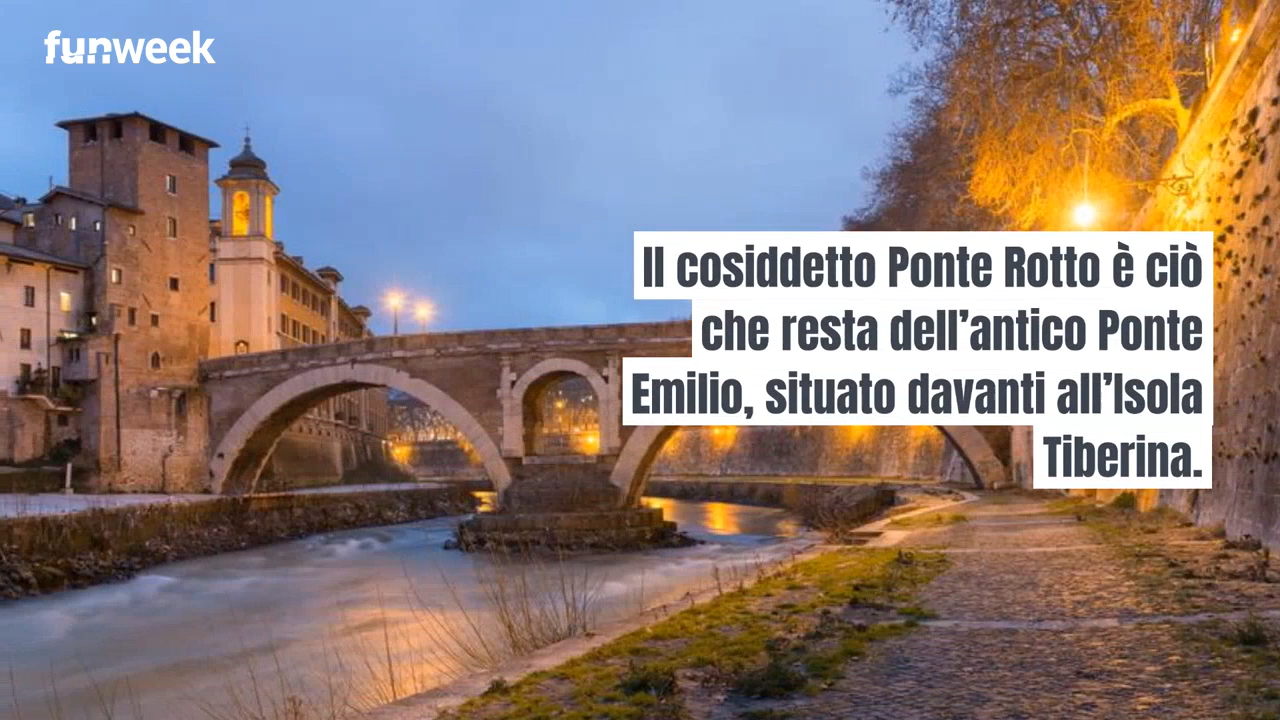 funweek
Il cosiddetto Ponte Rotto è ciò
che resta dell’antico Ponte
Emilio, situato davanti all’Isola
Tiberina.